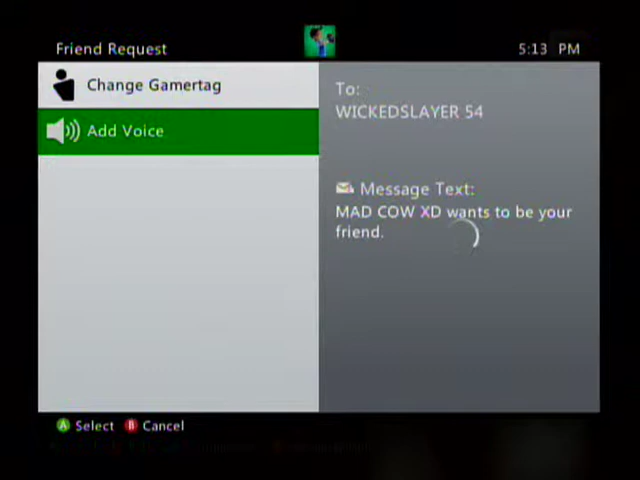 Friend Request
5:13 PM
Change Gamertag
Add Voice
To:
WICKEDSLAYER 54
Message Text:
MAD COW XD wants to be your
friend.
A Select B Cancel